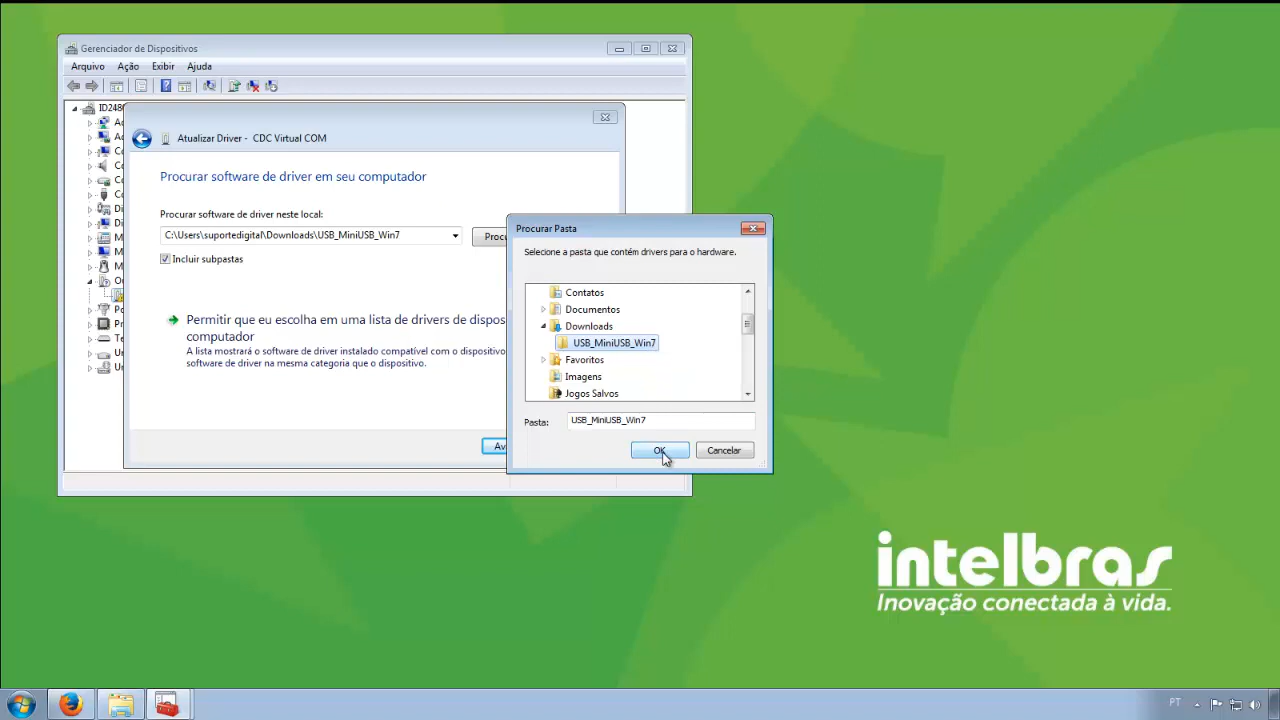 Gerenciador de Dispositivos
Arquivo Ação Exibir Ajuda
Atualizar Driver - CDC Virtual COM
Procurar software de driver em seu computador
Procurar software de driver neste local:
C:\Users\suportedigital\Downloads\USB_MiniUSB_Win7
Incluir subpastas
Permitir que eu escolha em uma lista de drivers de dispos
computador
A lista mostrará o software de driver instalado compatível com o dispositivo
software de driver na mesma categoria que o dispositivo.
Procurar Pasta
Selecione a pasta que contém drivers para o hardware.
Contatos
Documentos
Downloads
USB_MiniUSB_Win7
Favoritos
Imagens
Jogos Salvos
Pasta: USB_MiniUSB_Win7
OK Cancelar
intelbras
Inovação conectada à vida.
PT